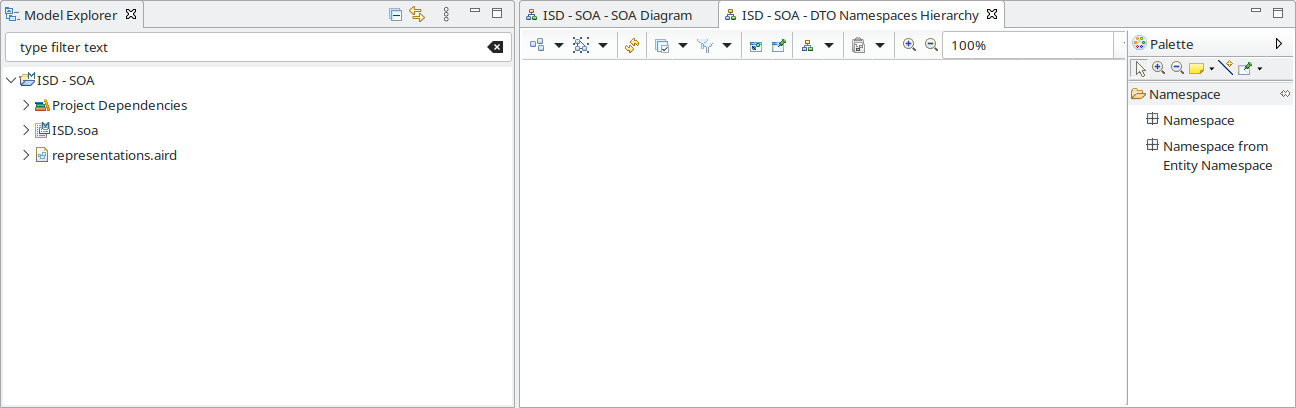 Model Explorer
type filter text
ISD - SOA
Project Dependencies
ISD.soa
representations.aird
ISD - SOA - SOA Diagram
ISD - SOA - DTO Namespaces Hierarchy
100%
Palette
Namespace
Namespace
Namespace from
Entity Namespace